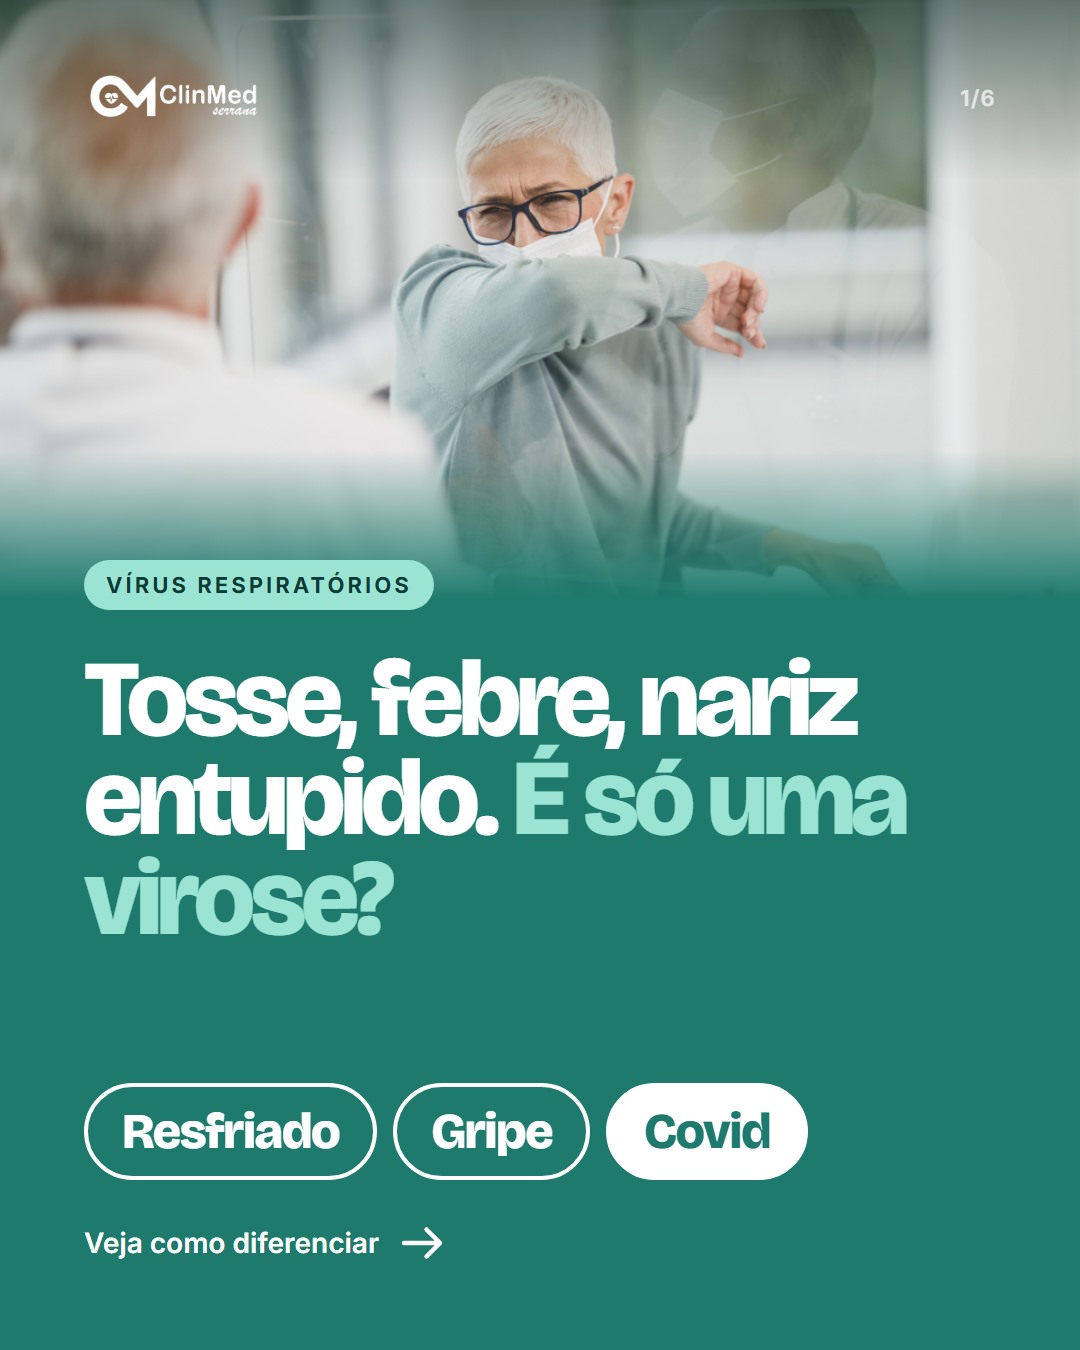 CM ClinMed
serrana
1/6
VÍRUS RESPIRATÓRIOS
Tosse, febre, nariz
entupido. É só uma
virose?
Resfriado Gripe Covid
Veja como diferenciar